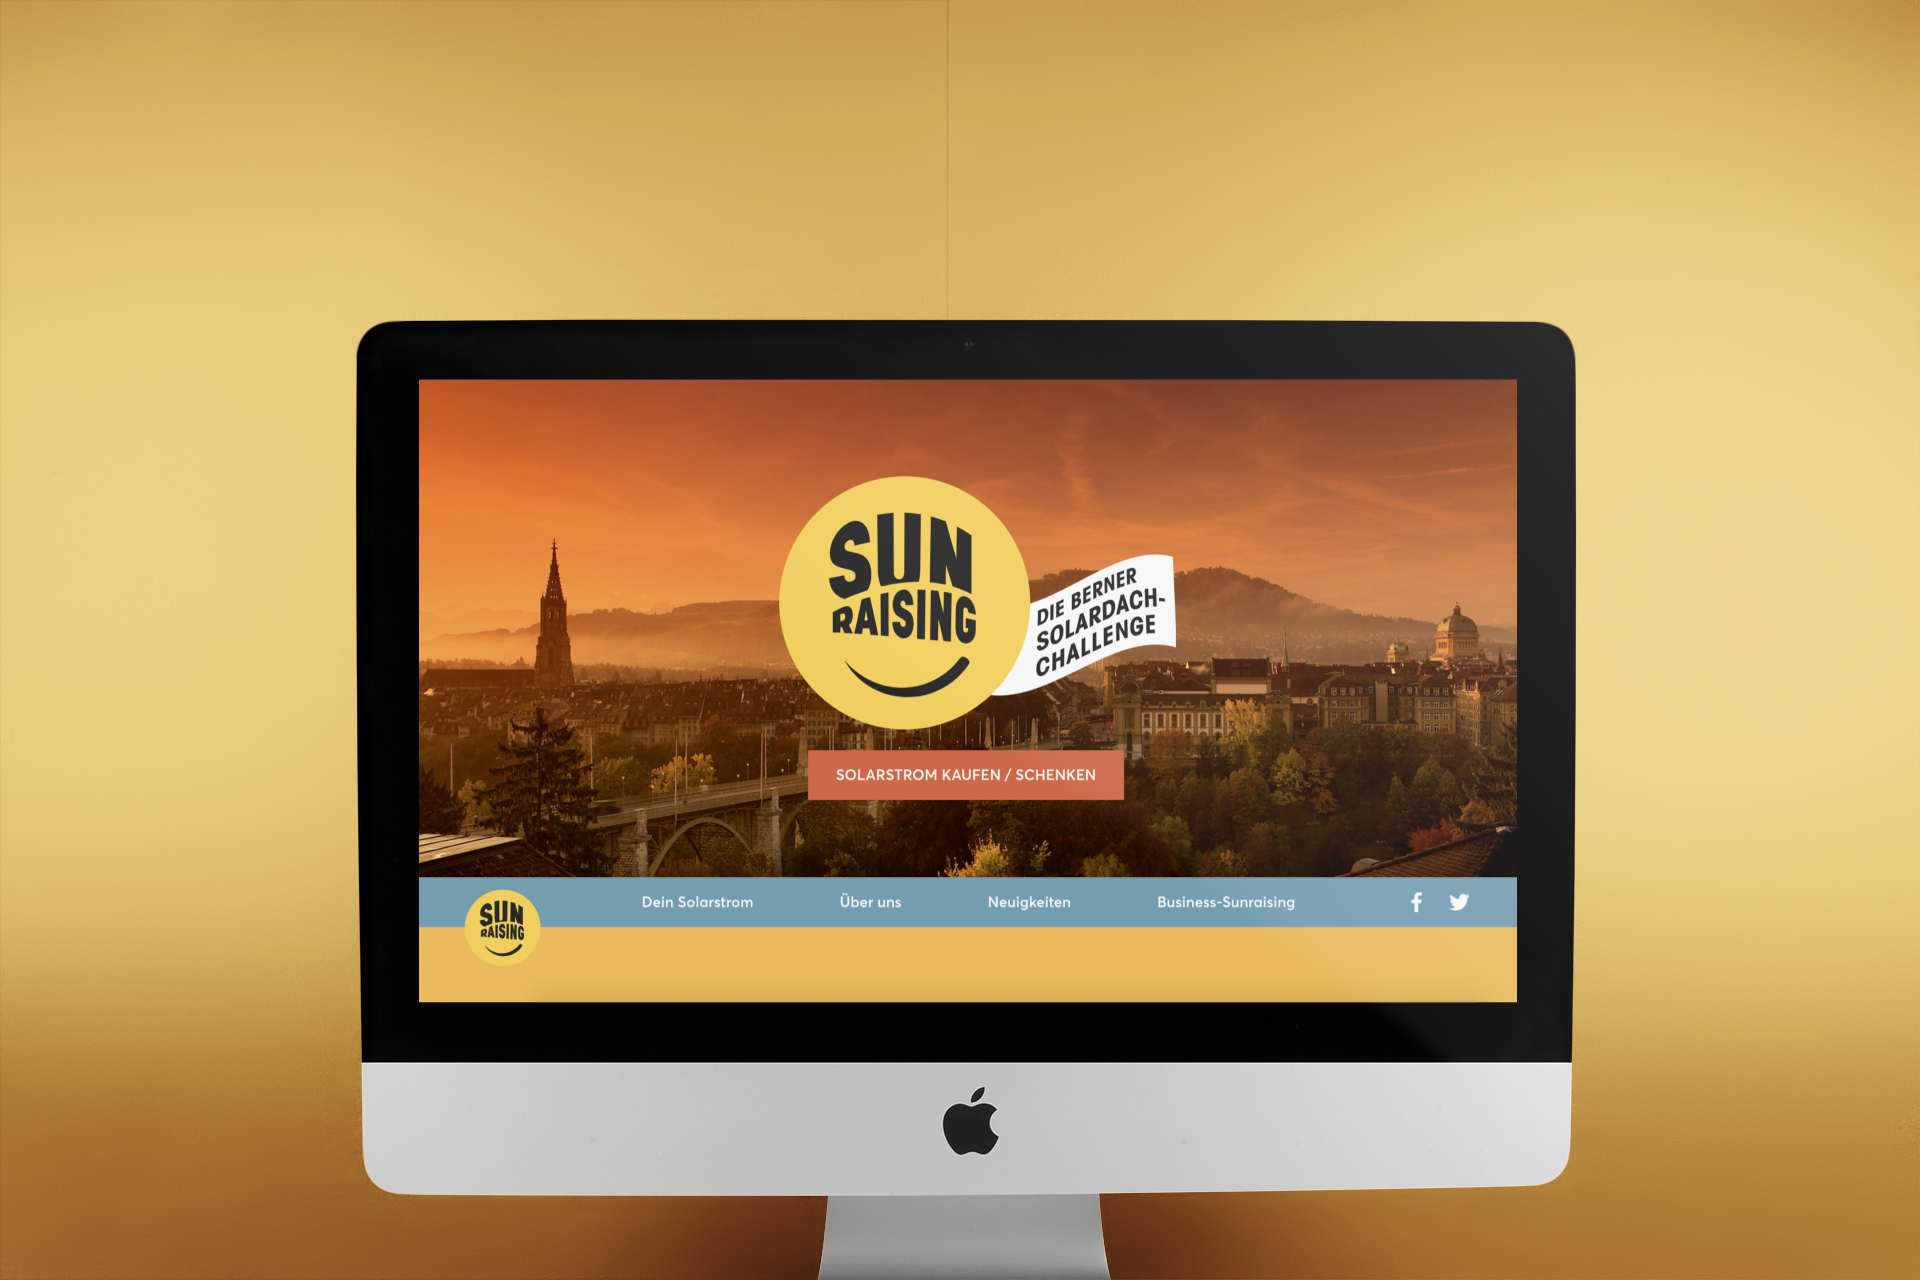 SUN
RAISING
DIE BERNER
SOLARDACH-
CHALLENGE
SOLARSTROM KAUFEN / SCHENKEN
SUN
RAISING
Dein Solarstrom
Über uns
Neuigkeiten
Business-Sunraising